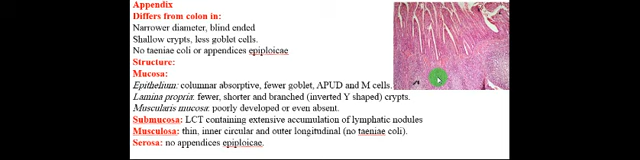 Appendix
Differs from colon in:
Narrower diameter, blind ended
Shallow crypts, less goblet cells.
No taeniae coli or appendices epiploicae
Structure:
Mucosa:
Epithelium: columnar absorptive, fewer goblet, APUD and M cells.
Lamina propria: fewer, shorter and branched (inverted Y shaped) crypts.
Muscularis mucosa: poorly developed or even absent.
Submucosa: LCT containing extensive accumulation of lymphatic nodules
Musculosa: thin, inner circular and outer longitudinal (no taeniae coli).
Serosa: no appendices epiploicae.